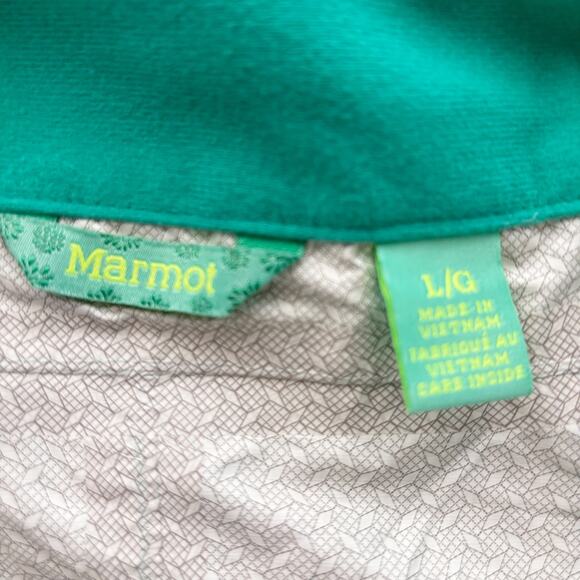 Marmot
L/G
MADE IN
VIETNAM
FABRIQUÉ AU
VIETNAM
CARE INSIDE